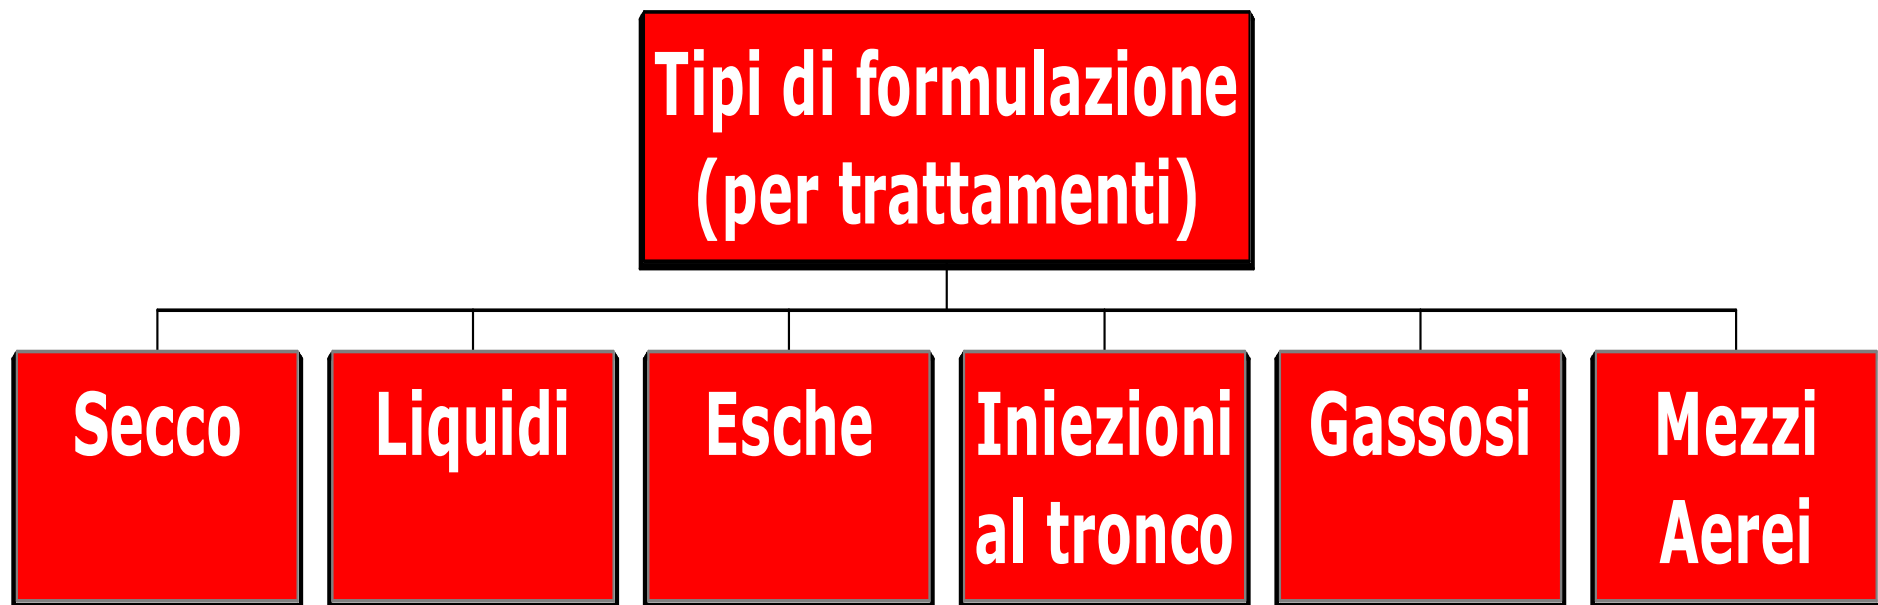 Tipi di formulazione
(per trattamenti)
Secco
Liquidi
Esche
Iniezioni
al tronco
Gassosi
Mezzi
Aerei